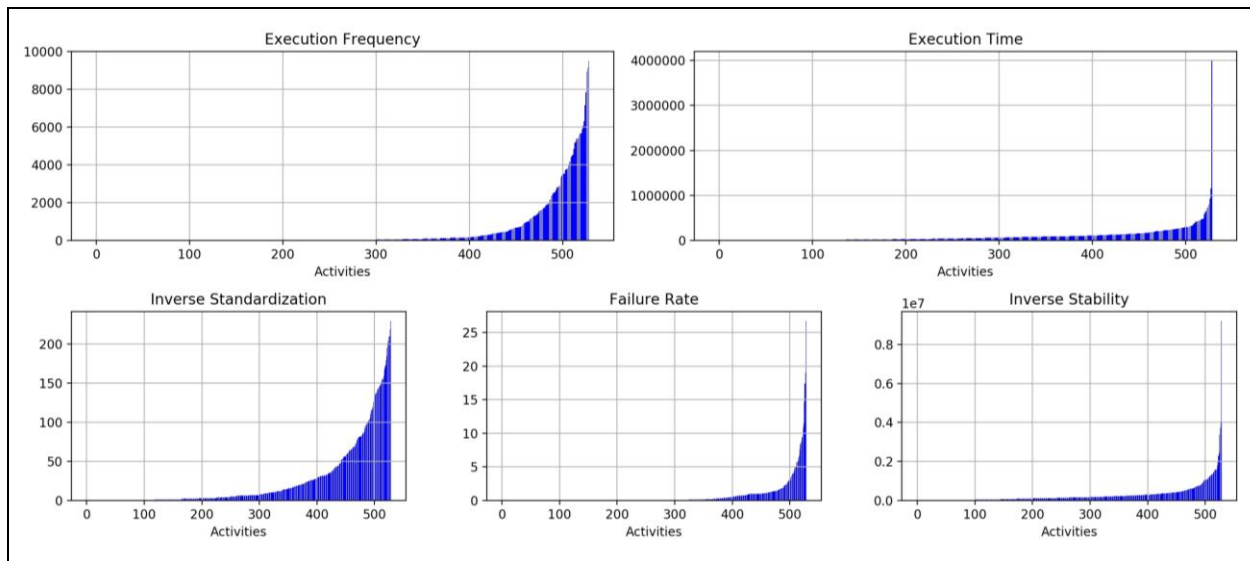 Execution Frequency
10000
8000
6000
4000
2000
0
0 100 200 300 400 500
Activities
Execution Time
4000000
3000000
2000000
1000000
0
0 100 200 300 400 500
Activities
Inverse Standardization
200
150
100
50
0
0 100 200 300 400 500
Activities
Failure Rate
25
20
15
10
5
0
0 100 200 300 400 500
Activities
Inverse Stability
1e7
0.8
0.6
0.4
0.2
0.0
0 100 200 300 400 500
Activities